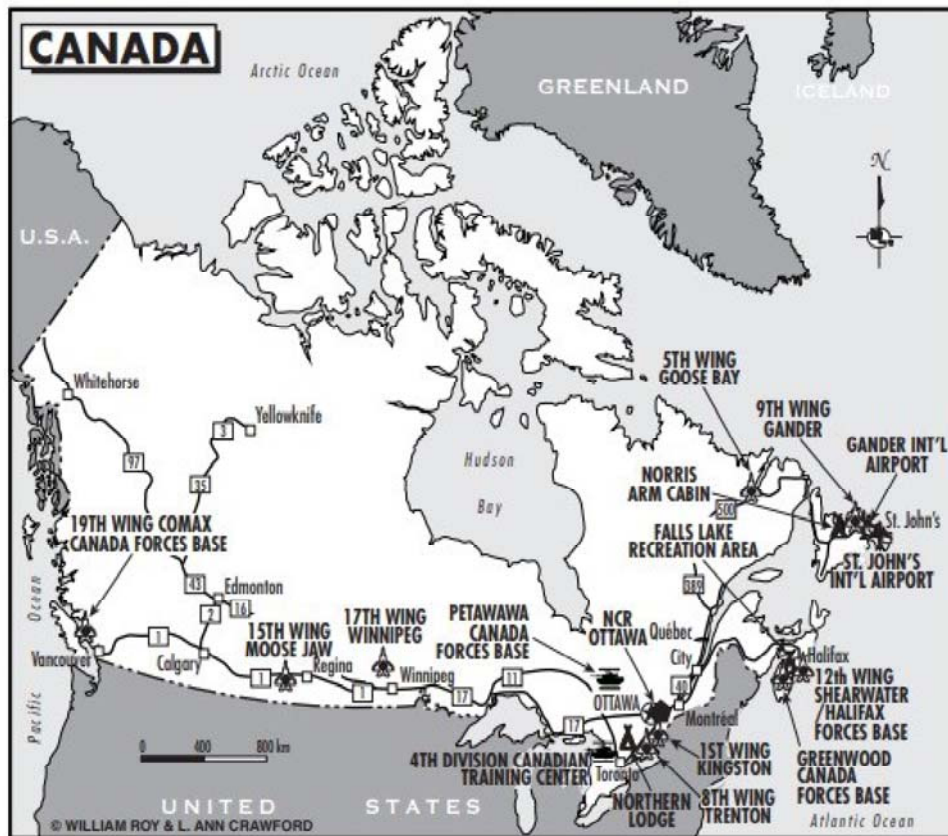 CANADA
Arctic Ocean
GREENLAND
ICELAND
N
U.S.A.
5TH WING
GOOSE BAY
9TH WING
GANDER
GANDER INT'L
AIRPORT
Whitehorse
Yellowknife
3
97
35
Hudson
Bay
NORRIS
ARM CABIN
500
St. John's
FALLS LAKE
RECREATION AREA
ST. JOHN'S
INT'L AIRPORT
19TH WING COMAX
CANADA FORCES BASE
389
Pacific Ocean
43
Edmonton
2
16
15TH WING
MOOSE JAW
17TH WING
WINNIPEG
PETAWAWA
CANADA
FORCES BASE
NCR
OTTAWA
Québec
City
Halifax
Vancouver
1
Calgary
1
Regina
1
Winnipeg
17
11
OTTAWA
40
Montréal
12th WING
SHEARWATER
/HALIFAX
FORCES BASE
17
0 400 800 km
4TH DIVISION CANADIAN
TRAINING CENTER
Toronto
1ST WING
KINGSTON
GREENWOOD
CANADA
FORCES BASE
NORTHERN
LODGE
8TH WING
TRENTON
UNITED STATES
Atlantic Ocean
© WILLIAM ROY & L. ANN CRAWFORD